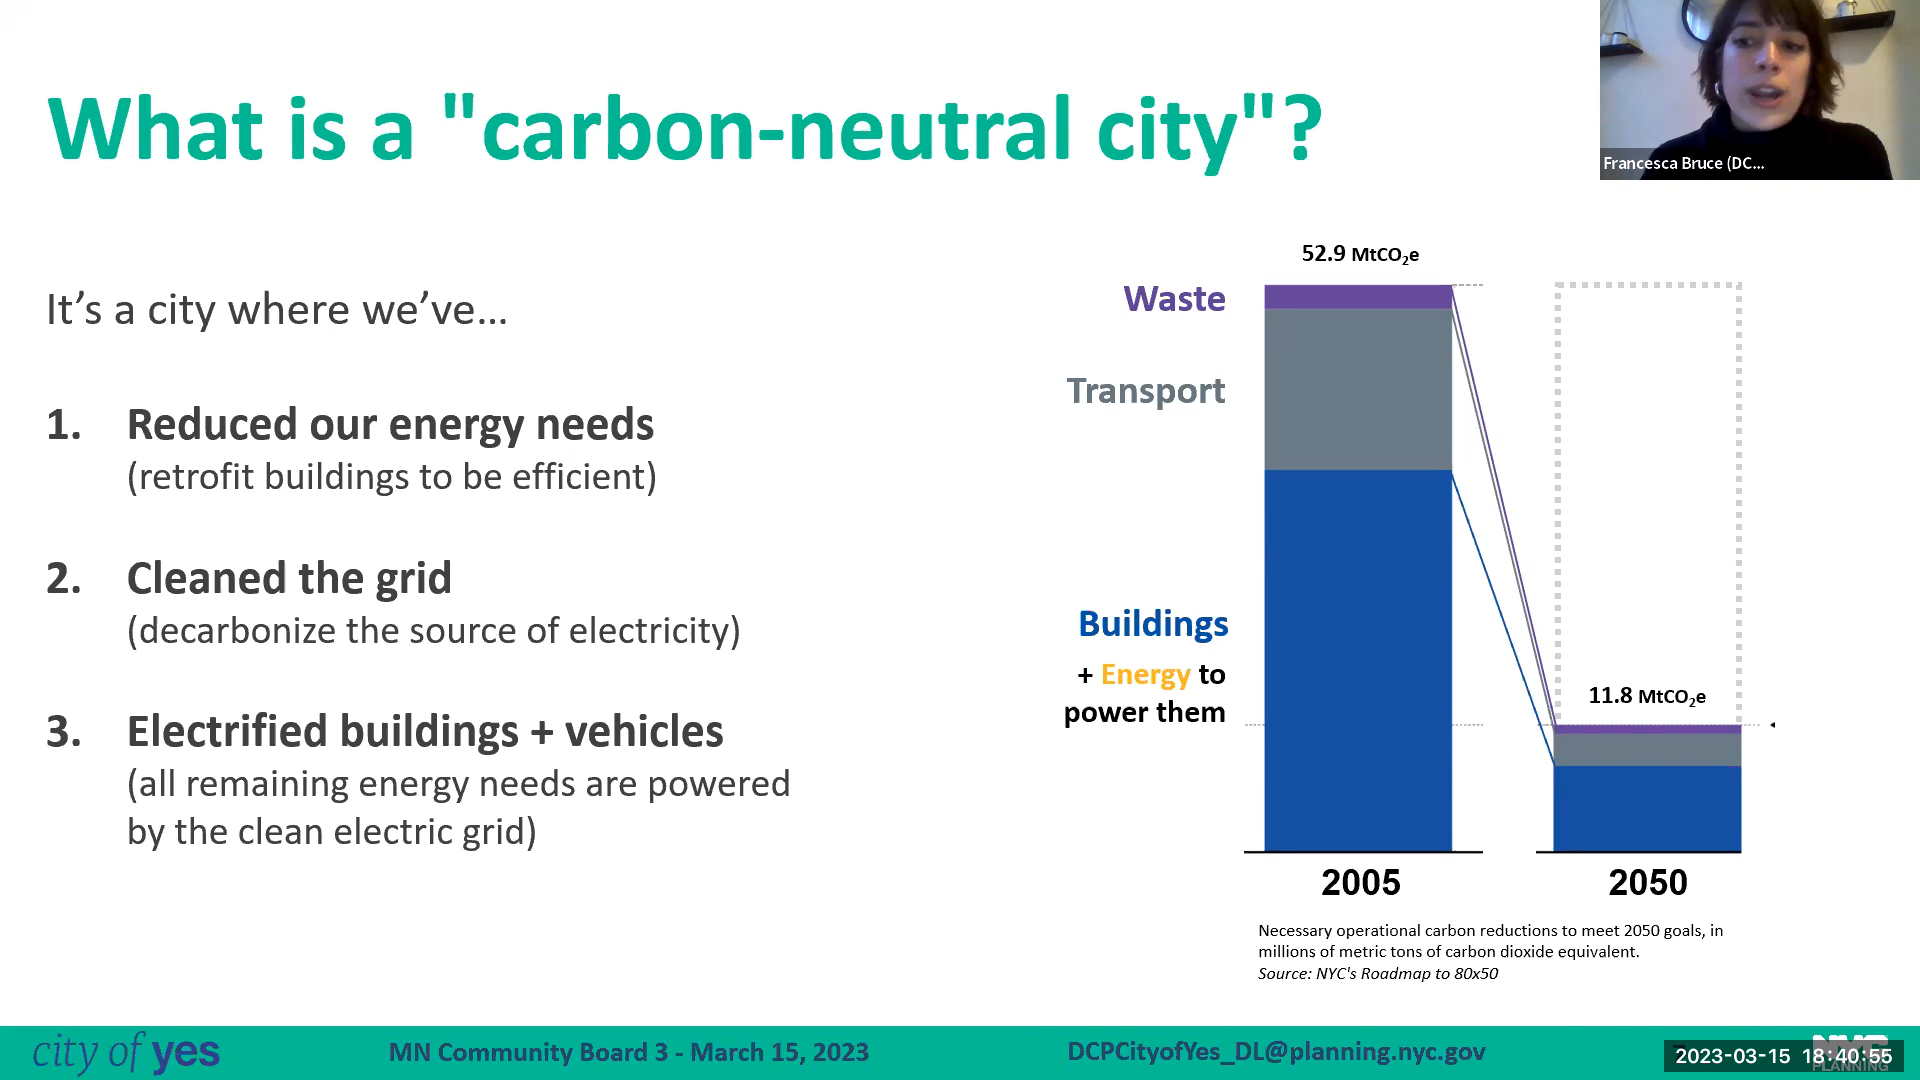 What is a "carbon-neutral city"?
Francesca Bruce (DC...
It’s a city where we’ve...
1. Reduced our energy needs
(retrofit buildings to be efficient)
2. Cleaned the grid
(decarbonize the source of electricity)
3. Electrified buildings + vehicles
(all remaining energy needs are powered
by the clean electric grid)
52.9 MtCO₂e
Waste
Transport
Buildings
+ Energy to
power them
11.8 MtCO₂e
2005
2050
Necessary operational carbon reductions to meet 2050 goals, in
millions of metric tons of carbon dioxide equivalent.
Source: NYC's Roadmap to 80x50
city of yes
MN Community Board 3 - March 15, 2023
DCPCityofYes_DL@planning.nyc.gov
NYC
PLANNING
2023-03-15 18:40:55